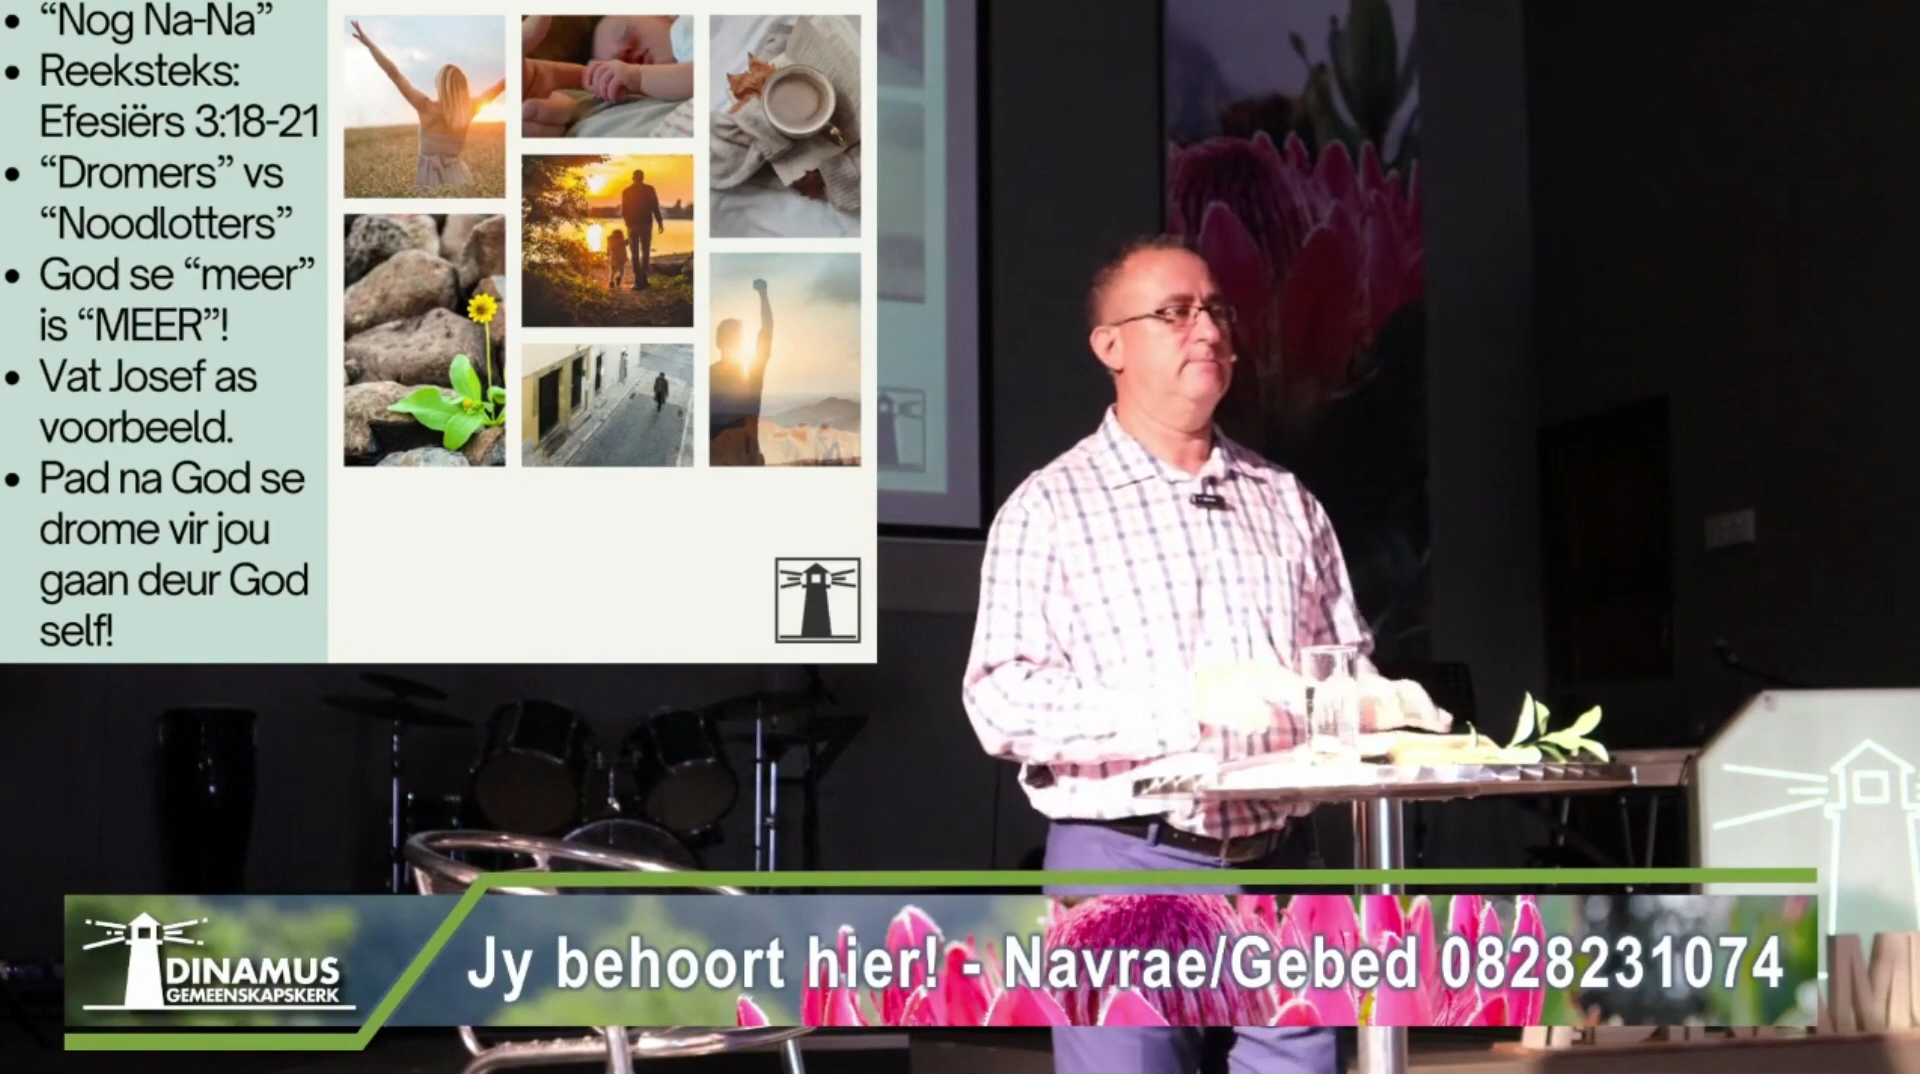 • “Nog Na-Na”
• Reeksteks:
Efesiërs 3:18-21
• “Dromers” vs
“Noodlotters”
• God se “meer”
is “MEER”!
• Vat Josef as
voorbeeld.
• Pad na God se
drome vir jou
gaan deur God
self!
DINAMUS
GEMEENSKAPSKERK
Jy behoort hier! - Navrae/Gebed 0828231074